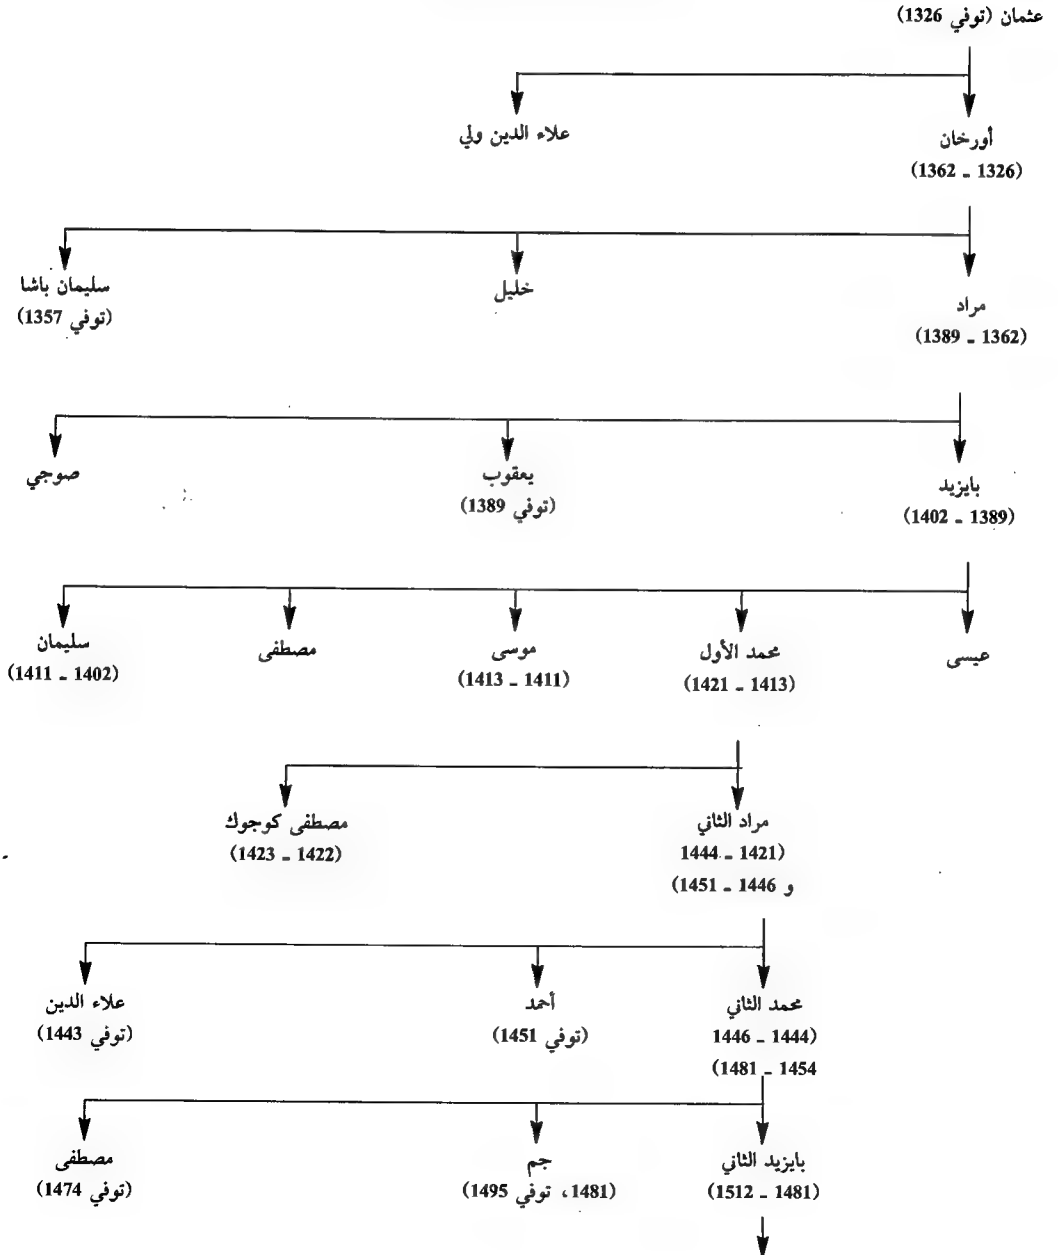 عثمان (توفي 1326)
أورخان
(1326 - 1362)
علاء الدين ولي
مراد
(1362 - 1389)
خليل
سليمان باشا
(توفي 1357)
بايزيد
(1389 - 1402)
يعقوب
(توفي 1389)
صوجي
عيسى
محمد الأول
(1413 - 1421)
موسى
(1411 - 1413)
مصطفى
سليمان
(1402 - 1411)
مراد الثاني
(1421 - 1444
و 1446 - 1451)
مصطفى كوجوك
(1422 - 1423)
محمد الثاني
(1444 - 1446
1454 - 1481)
أحمد
(توفي 1451)
علاء الدين
(توفي 1443)
بايزيد الثاني
(1481 - 1512)
جم
(1481، توفي 1495)
مصطفى
(توفي 1474)